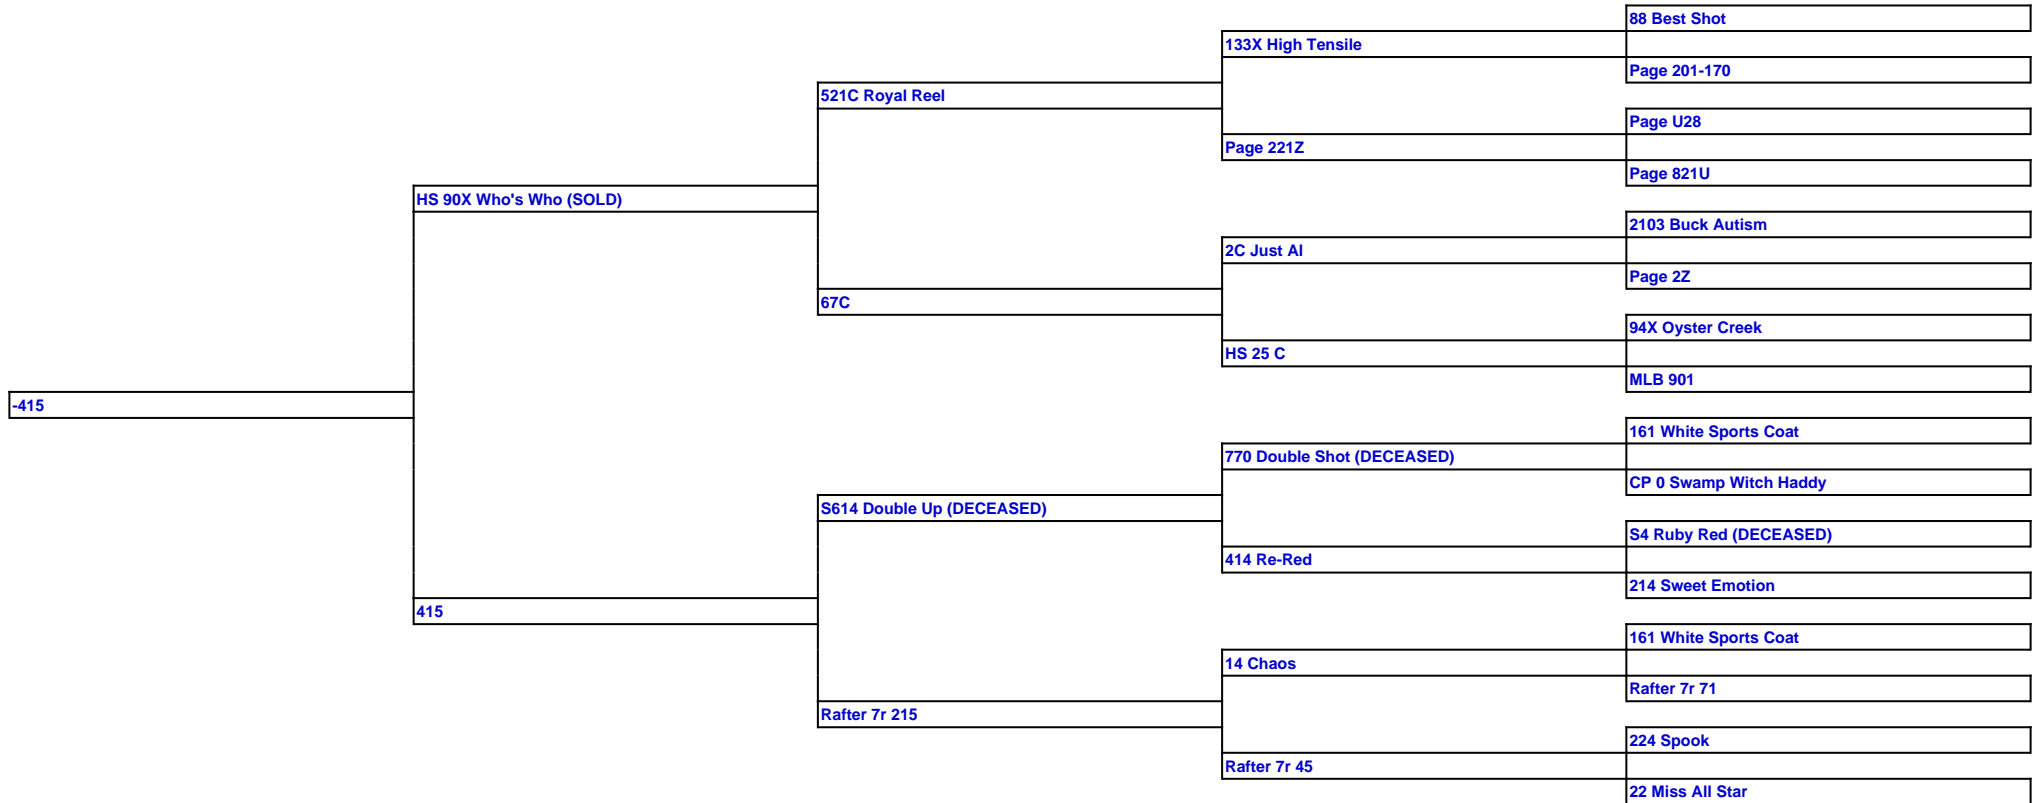 88 Best Shot
133X High Tensile
Page 201-170
521C Royal Reel
Page U28
Page 221Z
Page 821U
HS 90X Who's Who (SOLD)
2103 Buck Autism
2C Just AI
Page 2Z
67C
94X Oyster Creek
HS 25 C
MLB 901
-415
161 White Sports Coat
770 Double Shot (DECEASED)
CP 0 Swamp Witch Haddy
S614 Double Up (DECEASED)
S4 Ruby Red (DECEASED)
414 Re-Red
214 Sweet Emotion
415
161 White Sports Coat
14 Chaos
Rafter 7r 71
Rafter 7r 215
224 Spook
Rafter 7r 45
22 Miss All Star